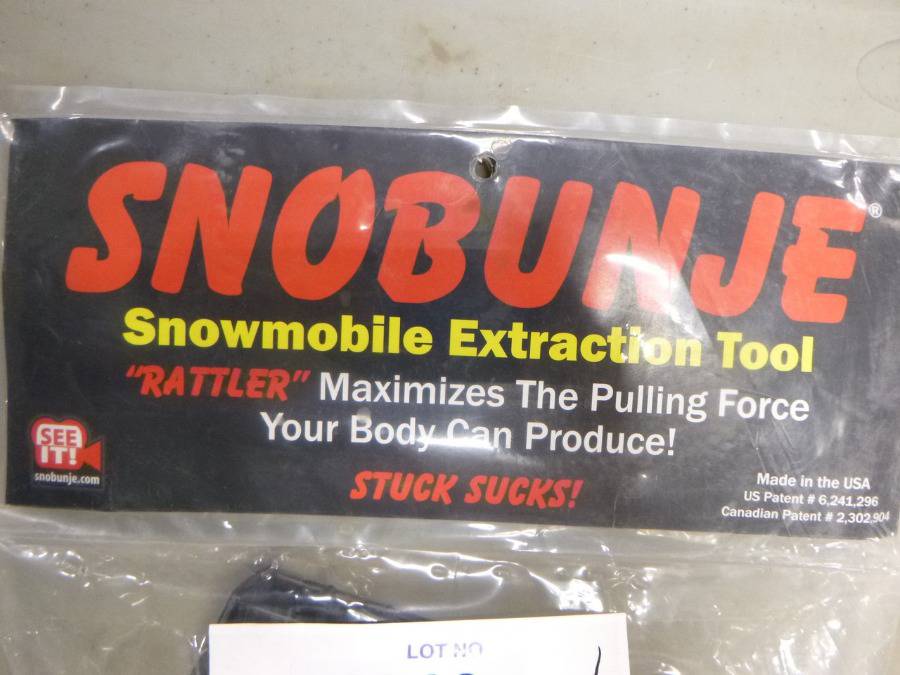 SNOBUNJE®
Snowmobile Extraction Tool
"RATTLER" Maximizes The Pulling Force
Your Body Can Produce!
STUCK SUCKS!
SEE
IT!
snobunje.com
Made in the USA
US Patent # 6,241,296
Canadian Patent # 2,302,904
LOT NO